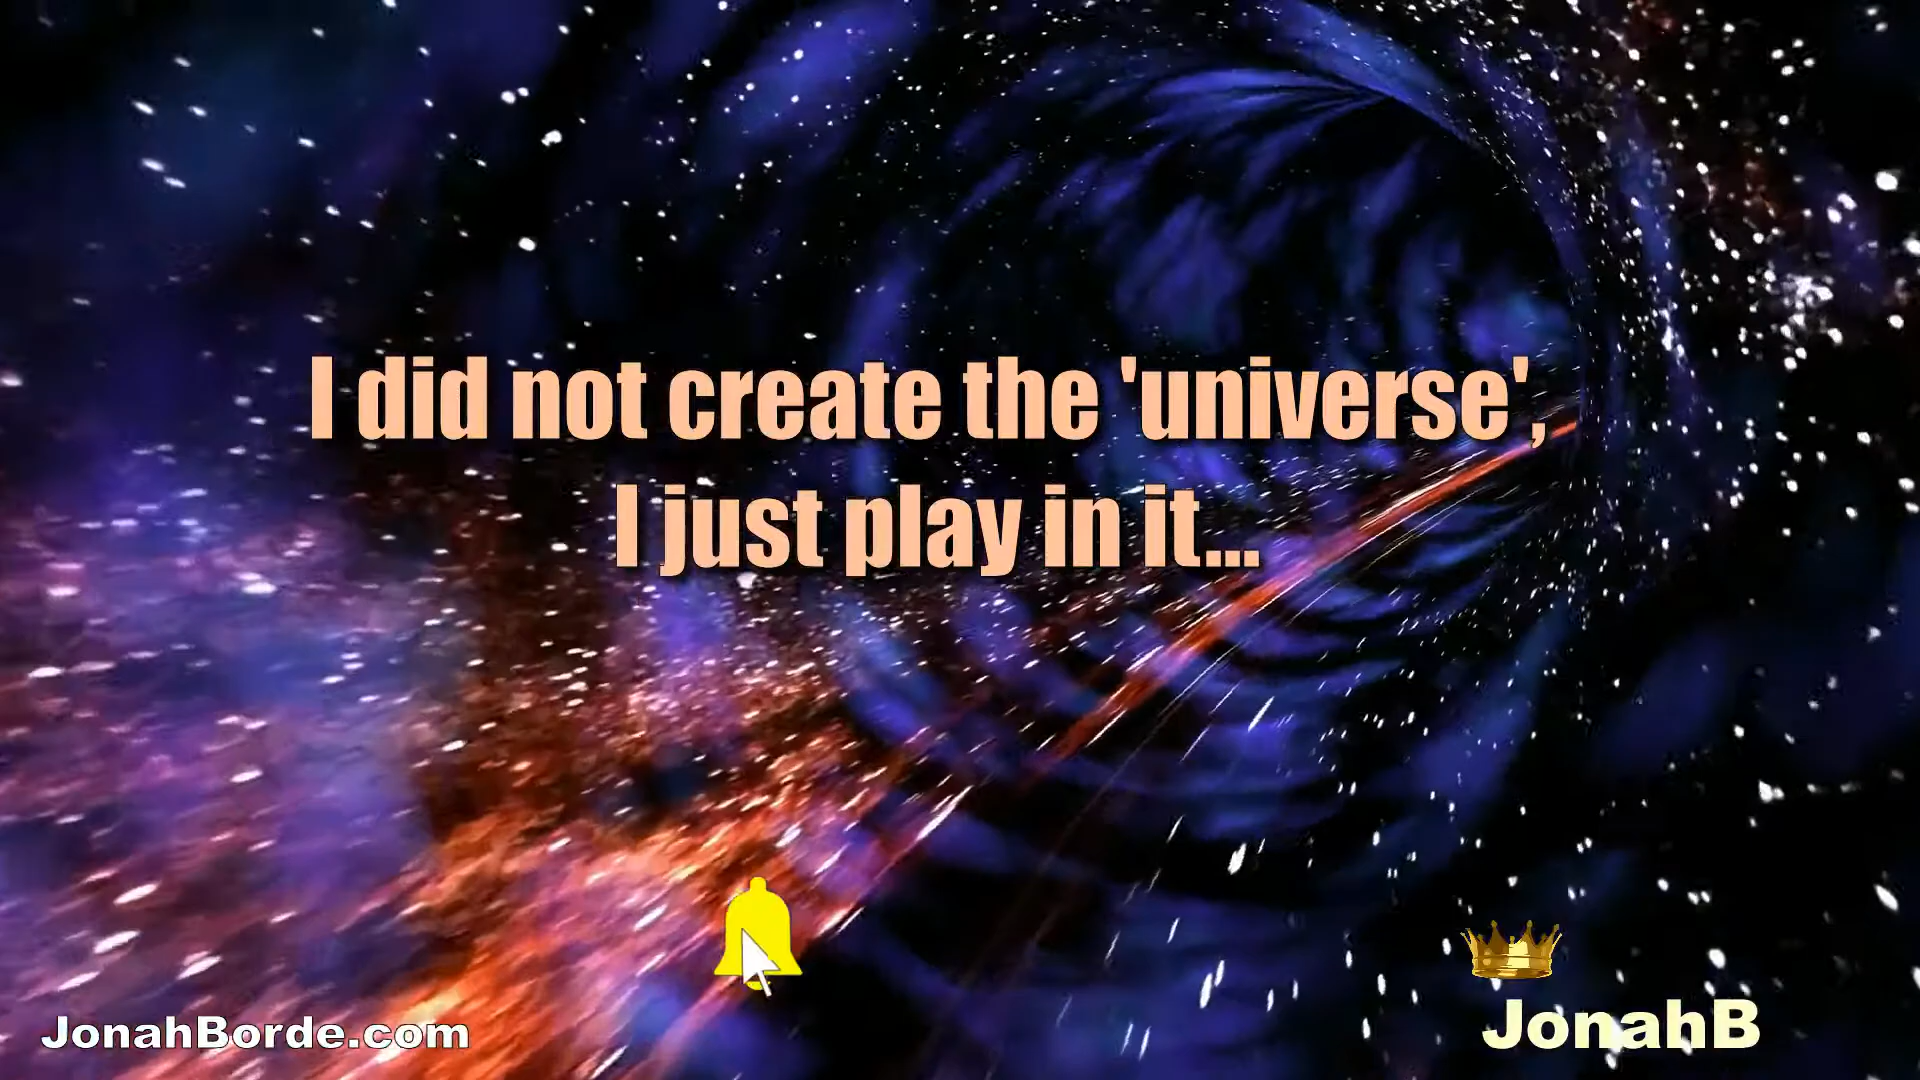 I did not create the 'universe',
I just play in it...
JonahBorde.com
JonahB